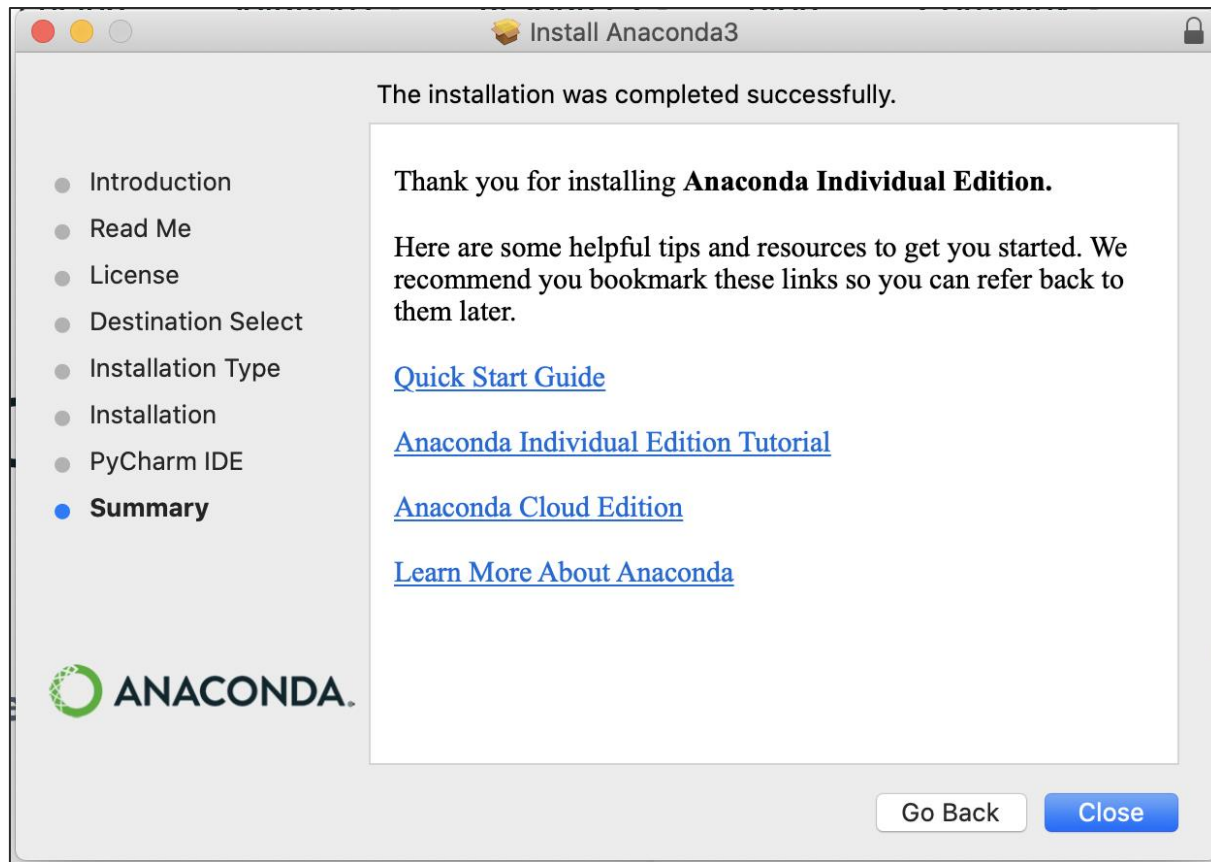 Install Anaconda3
The installation was completed successfully.
Introduction
Read Me
License
Destination Select
Installation Type
Installation
PyCharm IDE
Summary
ANACONDA.
Thank you for installing Anaconda Individual Edition.
Here are some helpful tips and resources to get you started. We
recommend you bookmark these links so you can refer back to
them later.
Quick Start Guide
Anaconda Individual Edition Tutorial
Anaconda Cloud Edition
Learn More About Anaconda
Go Back
Close